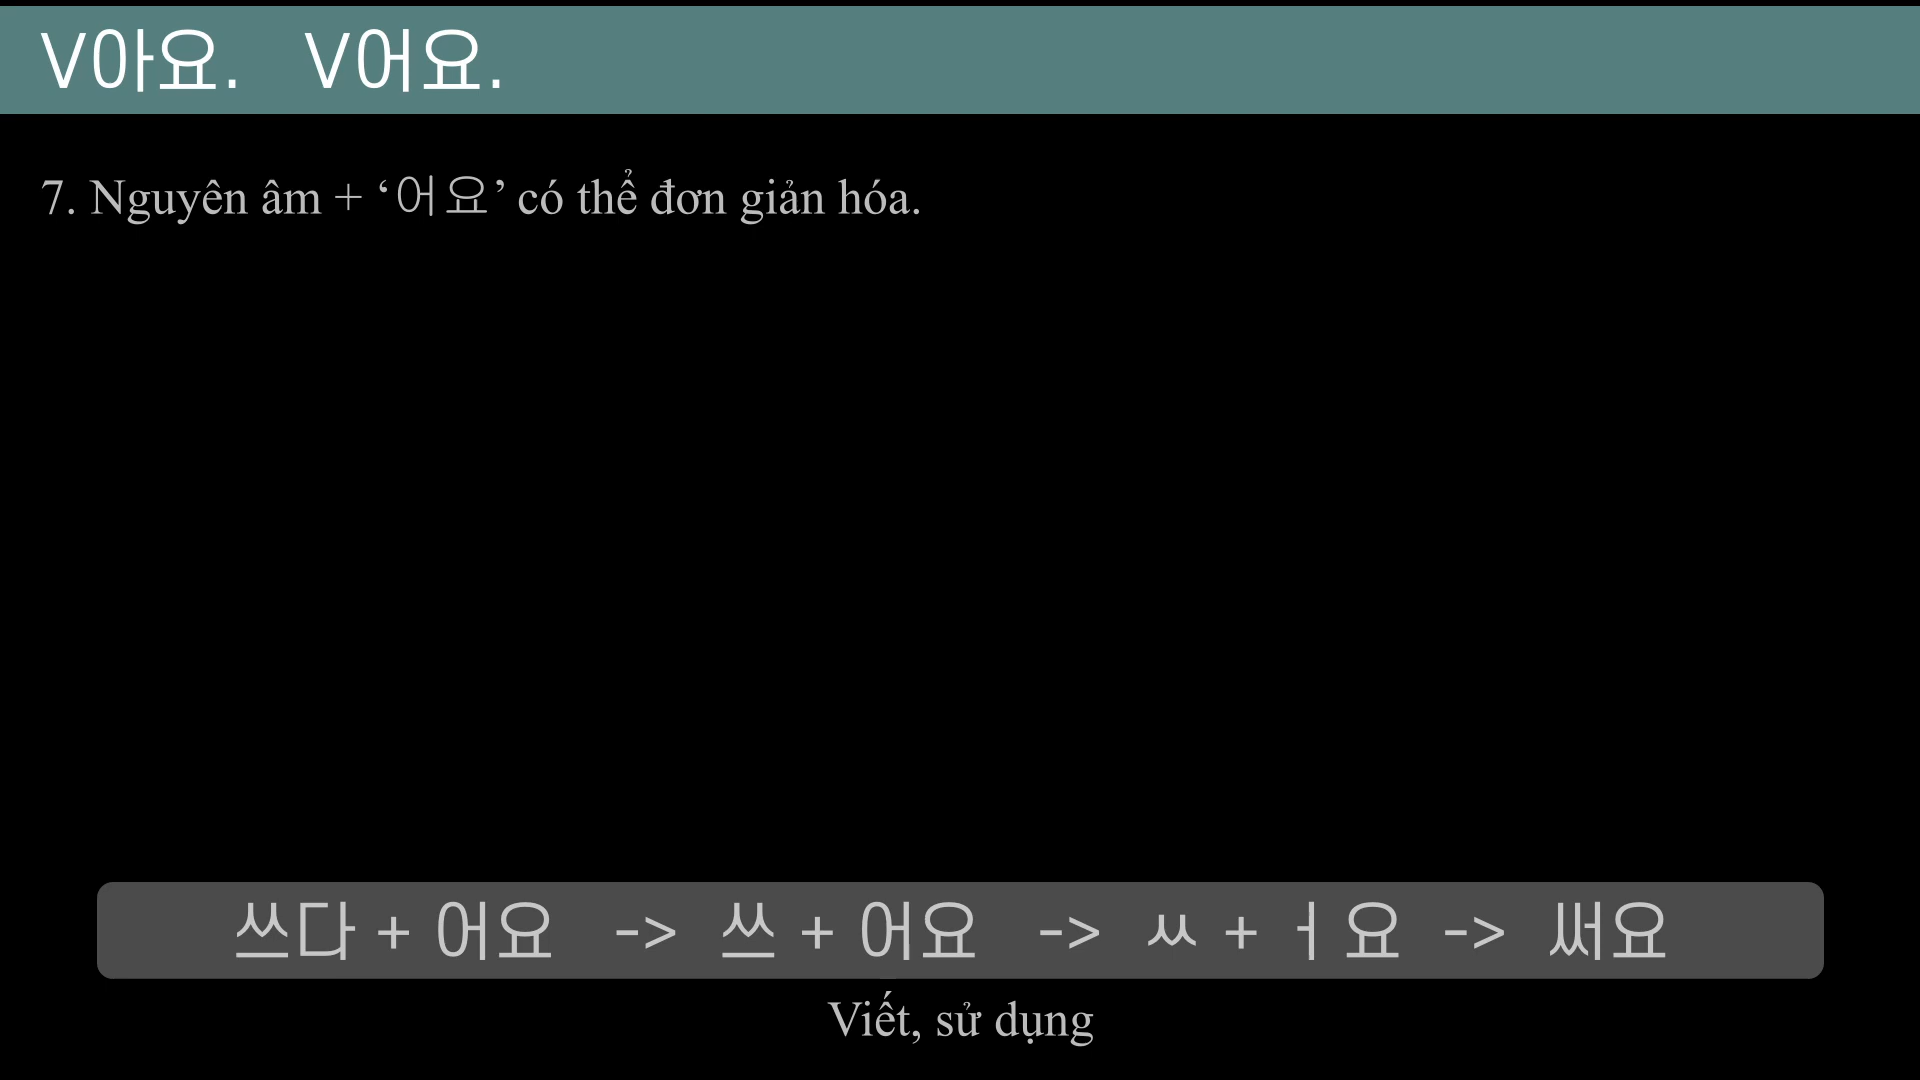 V아요. V어요.
7. Nguyên âm + ‘어요’ có thể đơn giản hóa.
쓰다 + 어요 -> 쓰 + 어요 -> ㅆ + ㅓ요 -> 써요
Viết, sử dụng